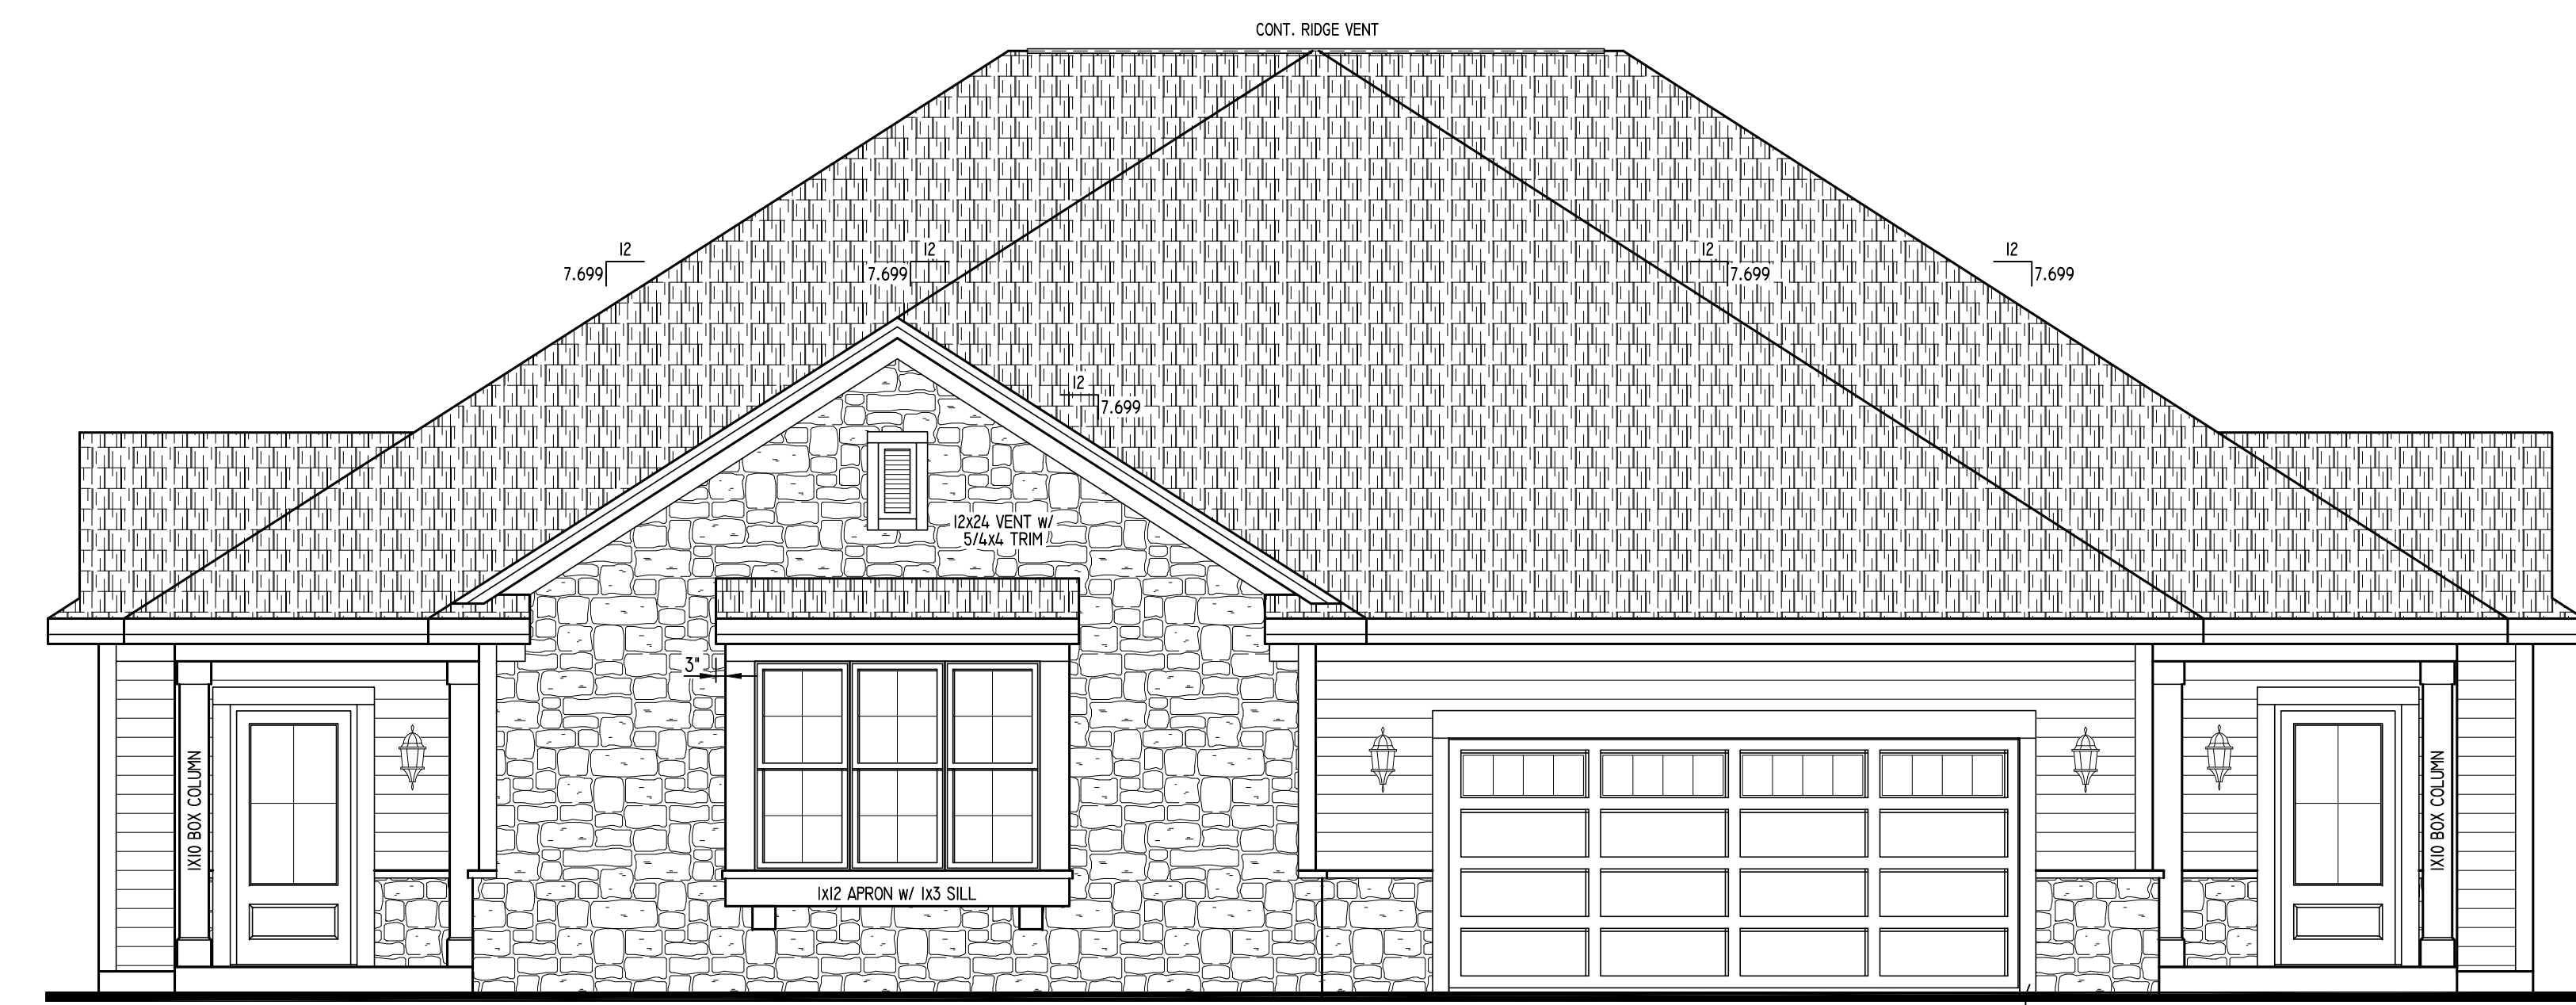 CONT. RIDGE VENT
12
7.699
12
7.699
12
7.699
12
7.699
12
7.699
12x24 VENT w/
5/4x4 TRIM
3"
1X10 BOX COLUMN
1X10 BOX COLUMN
1x12 APRON w/ 1x3 SILL